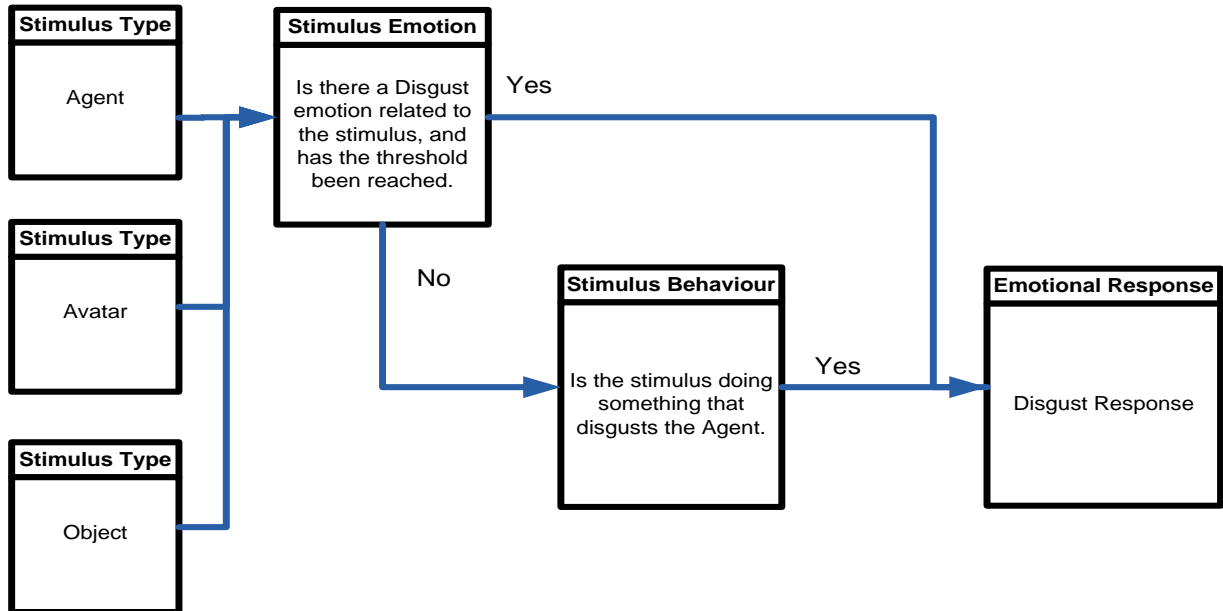 Stimulus Type
Agent
Stimulus Type
Avatar
Stimulus Type
Object
Stimulus Emotion
Is there a Disgust
emotion related to
the stimulus, and
has the threshold
been reached.
Yes
No
Stimulus Behaviour
Is the stimulus doing
something that
disgusts the Agent.
Yes
Emotional Response
Disgust Response